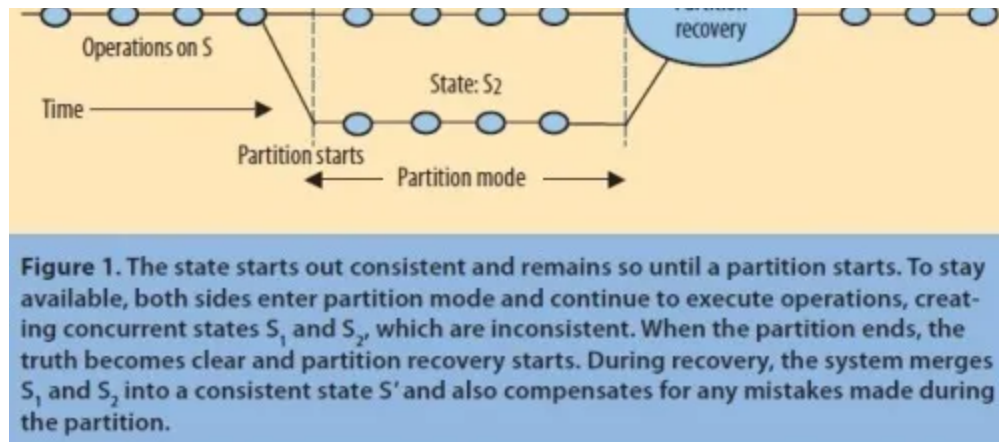 recovery
Operations on S
State: S2
Time
Partition starts
Partition mode
Figure 1. The state starts out consistent and remains so until a partition starts. To stay
available, both sides enter partition mode and continue to execute operations, creat-
ing concurrent states S1 and S2, which are inconsistent. When the partition ends, the
truth becomes clear and partition recovery starts. During recovery, the system merges
S1 and S2 into a consistent state S' and also compensates for any mistakes made during
the partition.